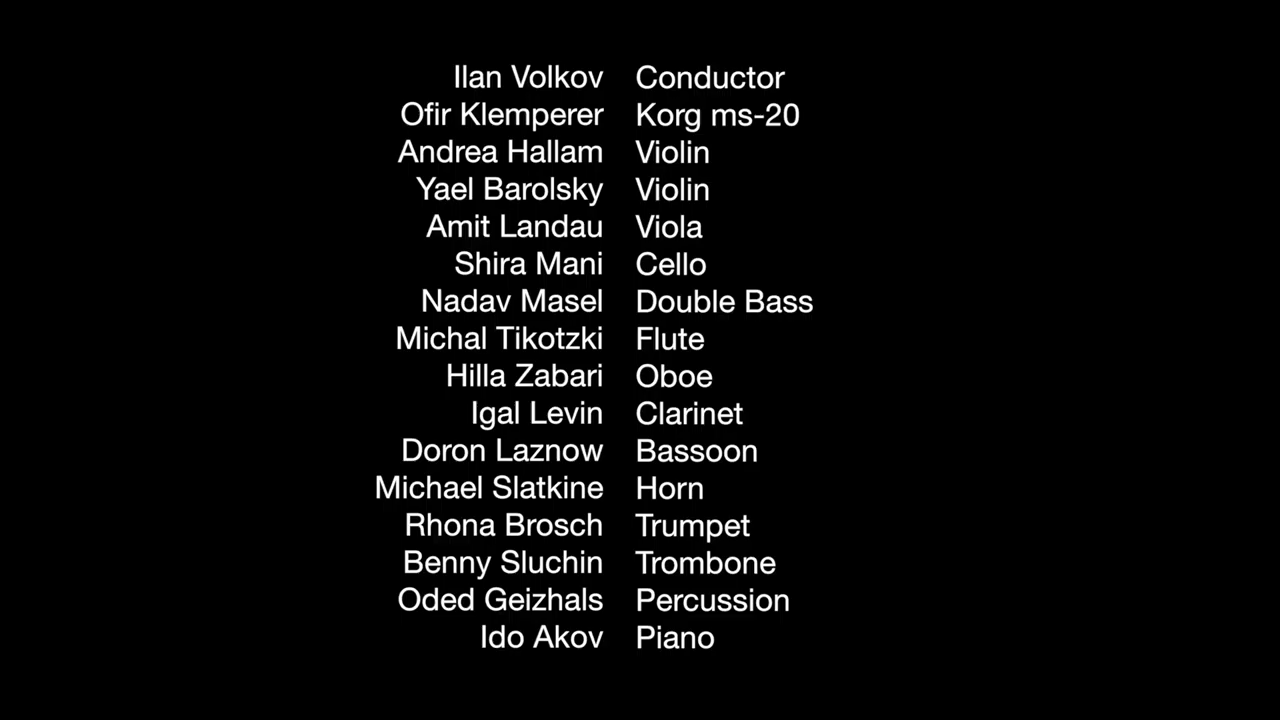 Ilan Volkov Conductor
Ofir Klemperer Korg ms-20
Andrea Hallam Violin
Yael Barolsky Violin
Amit Landau Viola
Shira Mani Cello
Nadav Masel Double Bass
Michal Tikotzki Flute
Hilla Zabari Oboe
Igal Levin Clarinet
Doron Laznow Bassoon
Michael Slatkine Horn
Rhona Brosch Trumpet
Benny Sluchin Trombone
Oded Geizhals Percussion
Ido Akov Piano